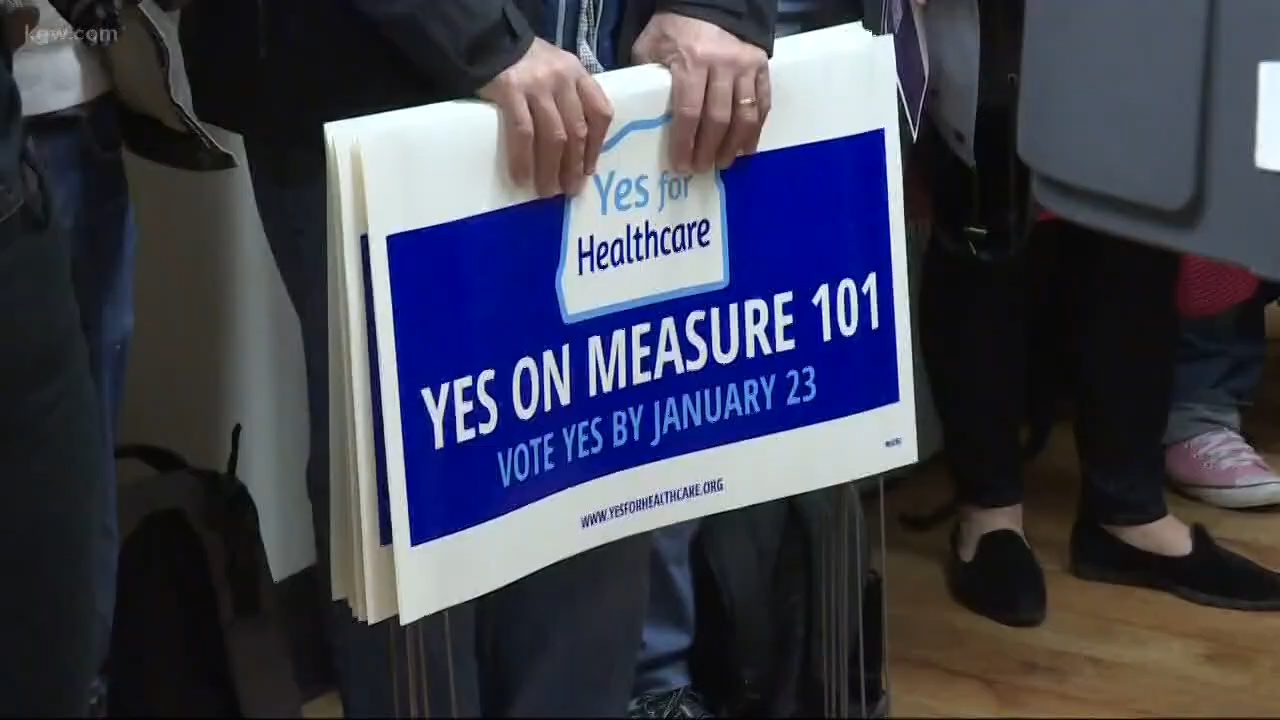 kgw.com
Yes for
Healthcare
YES ON MEASURE 101
VOTE YES BY JANUARY 23
WWW.YESFORHEALTHCARE.ORG